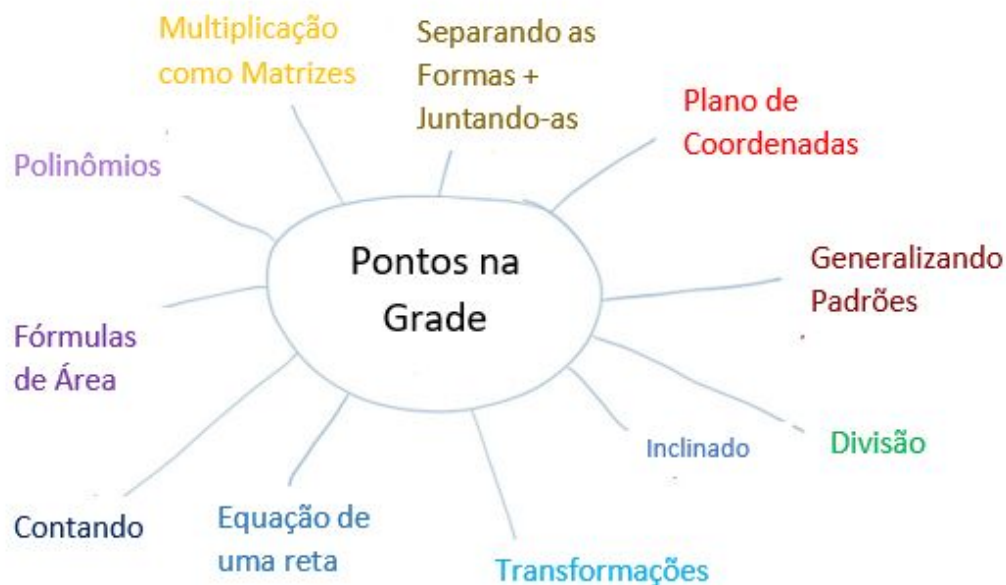 Multiplicação
como Matrizes
Separando as
Formas +
Juntando-as
Plano de
Coordenadas
Polinômios
Pontos na
Grade
Generalizando
Padrões
Fórmulas
de Área
Inclinado
Divisão
Contando
Equação de
uma reta
Transformações